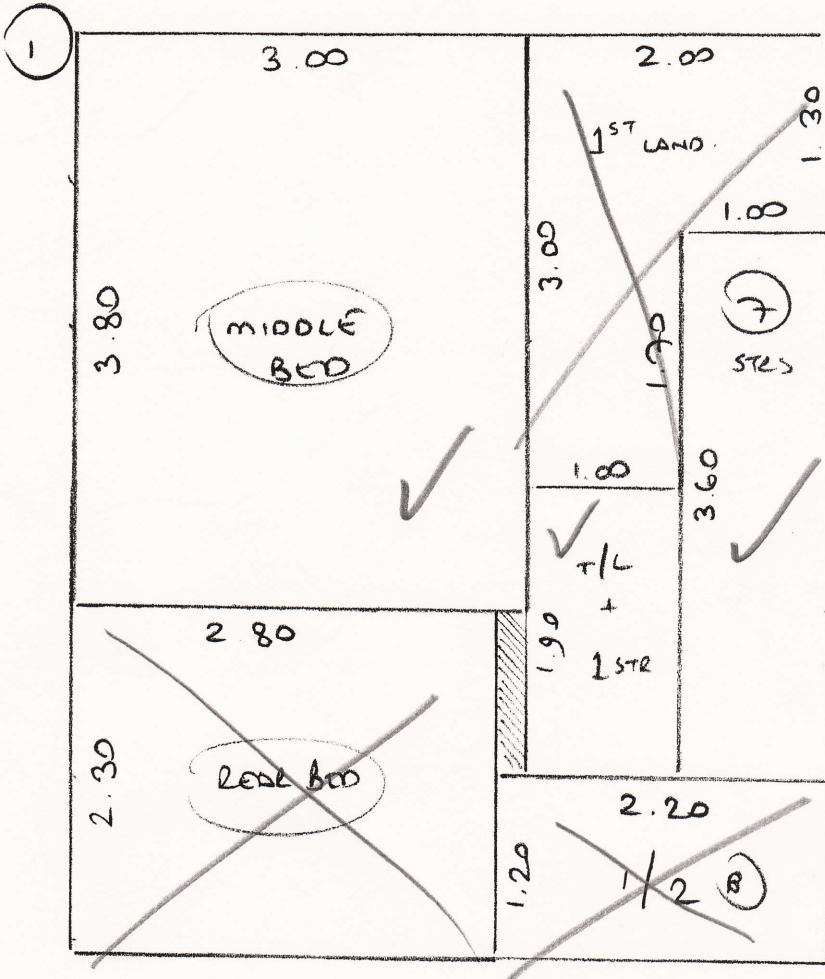 1
3.00
2.00
1.30
1ST LAND.
1.00
3.00
3.80
MIDDLE
BED
1.70
7
STRS
1.00
3.60
T/L
+
1 STR
1.90
2.80
2.30
REAR BED
2.20
1.20
1/2